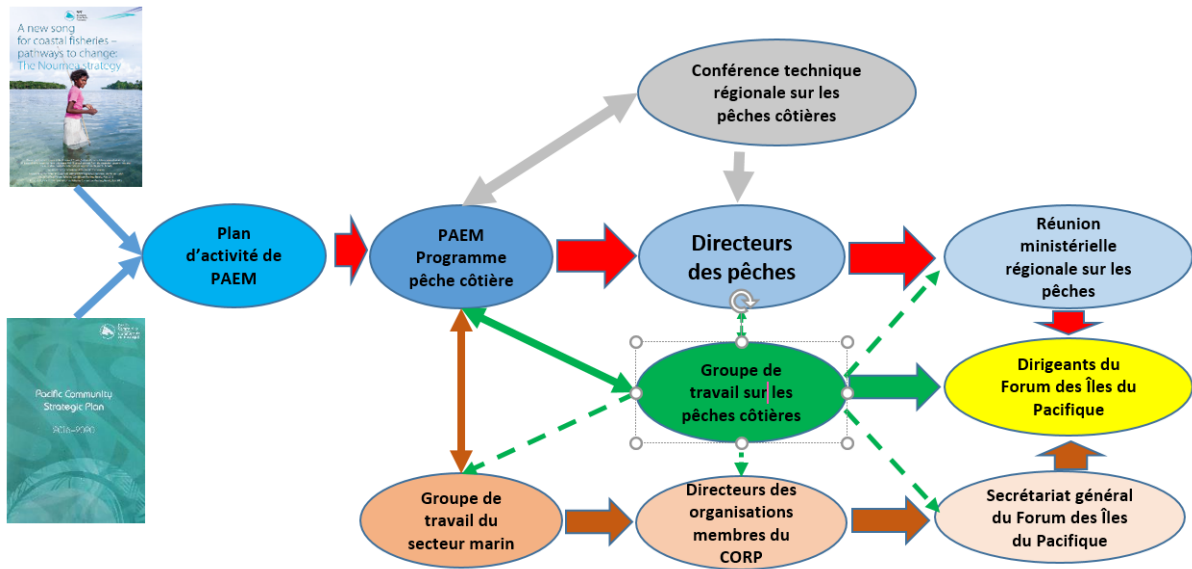 A new song
for coastal fisheries –
pathways to change:
The Noumea strategy
Conférence technique
régionale sur les
pêches côtières
Plan
d'activité de
PAEM
PAEM
Programme
pêche côtière
Directeurs
des pêches
Réunion
ministérielle
régionale sur les
pêches
Pacific Community
Strategic Plan
Groupe de
travail sur les
pêches côtières
Dirigeants du
Forum des Îles du
Pacifique
Groupe de
travail du
secteur marin
Directeurs des
organisations
membres du
CORP
Secrétariat général
du Forum des Îles
du Pacifique